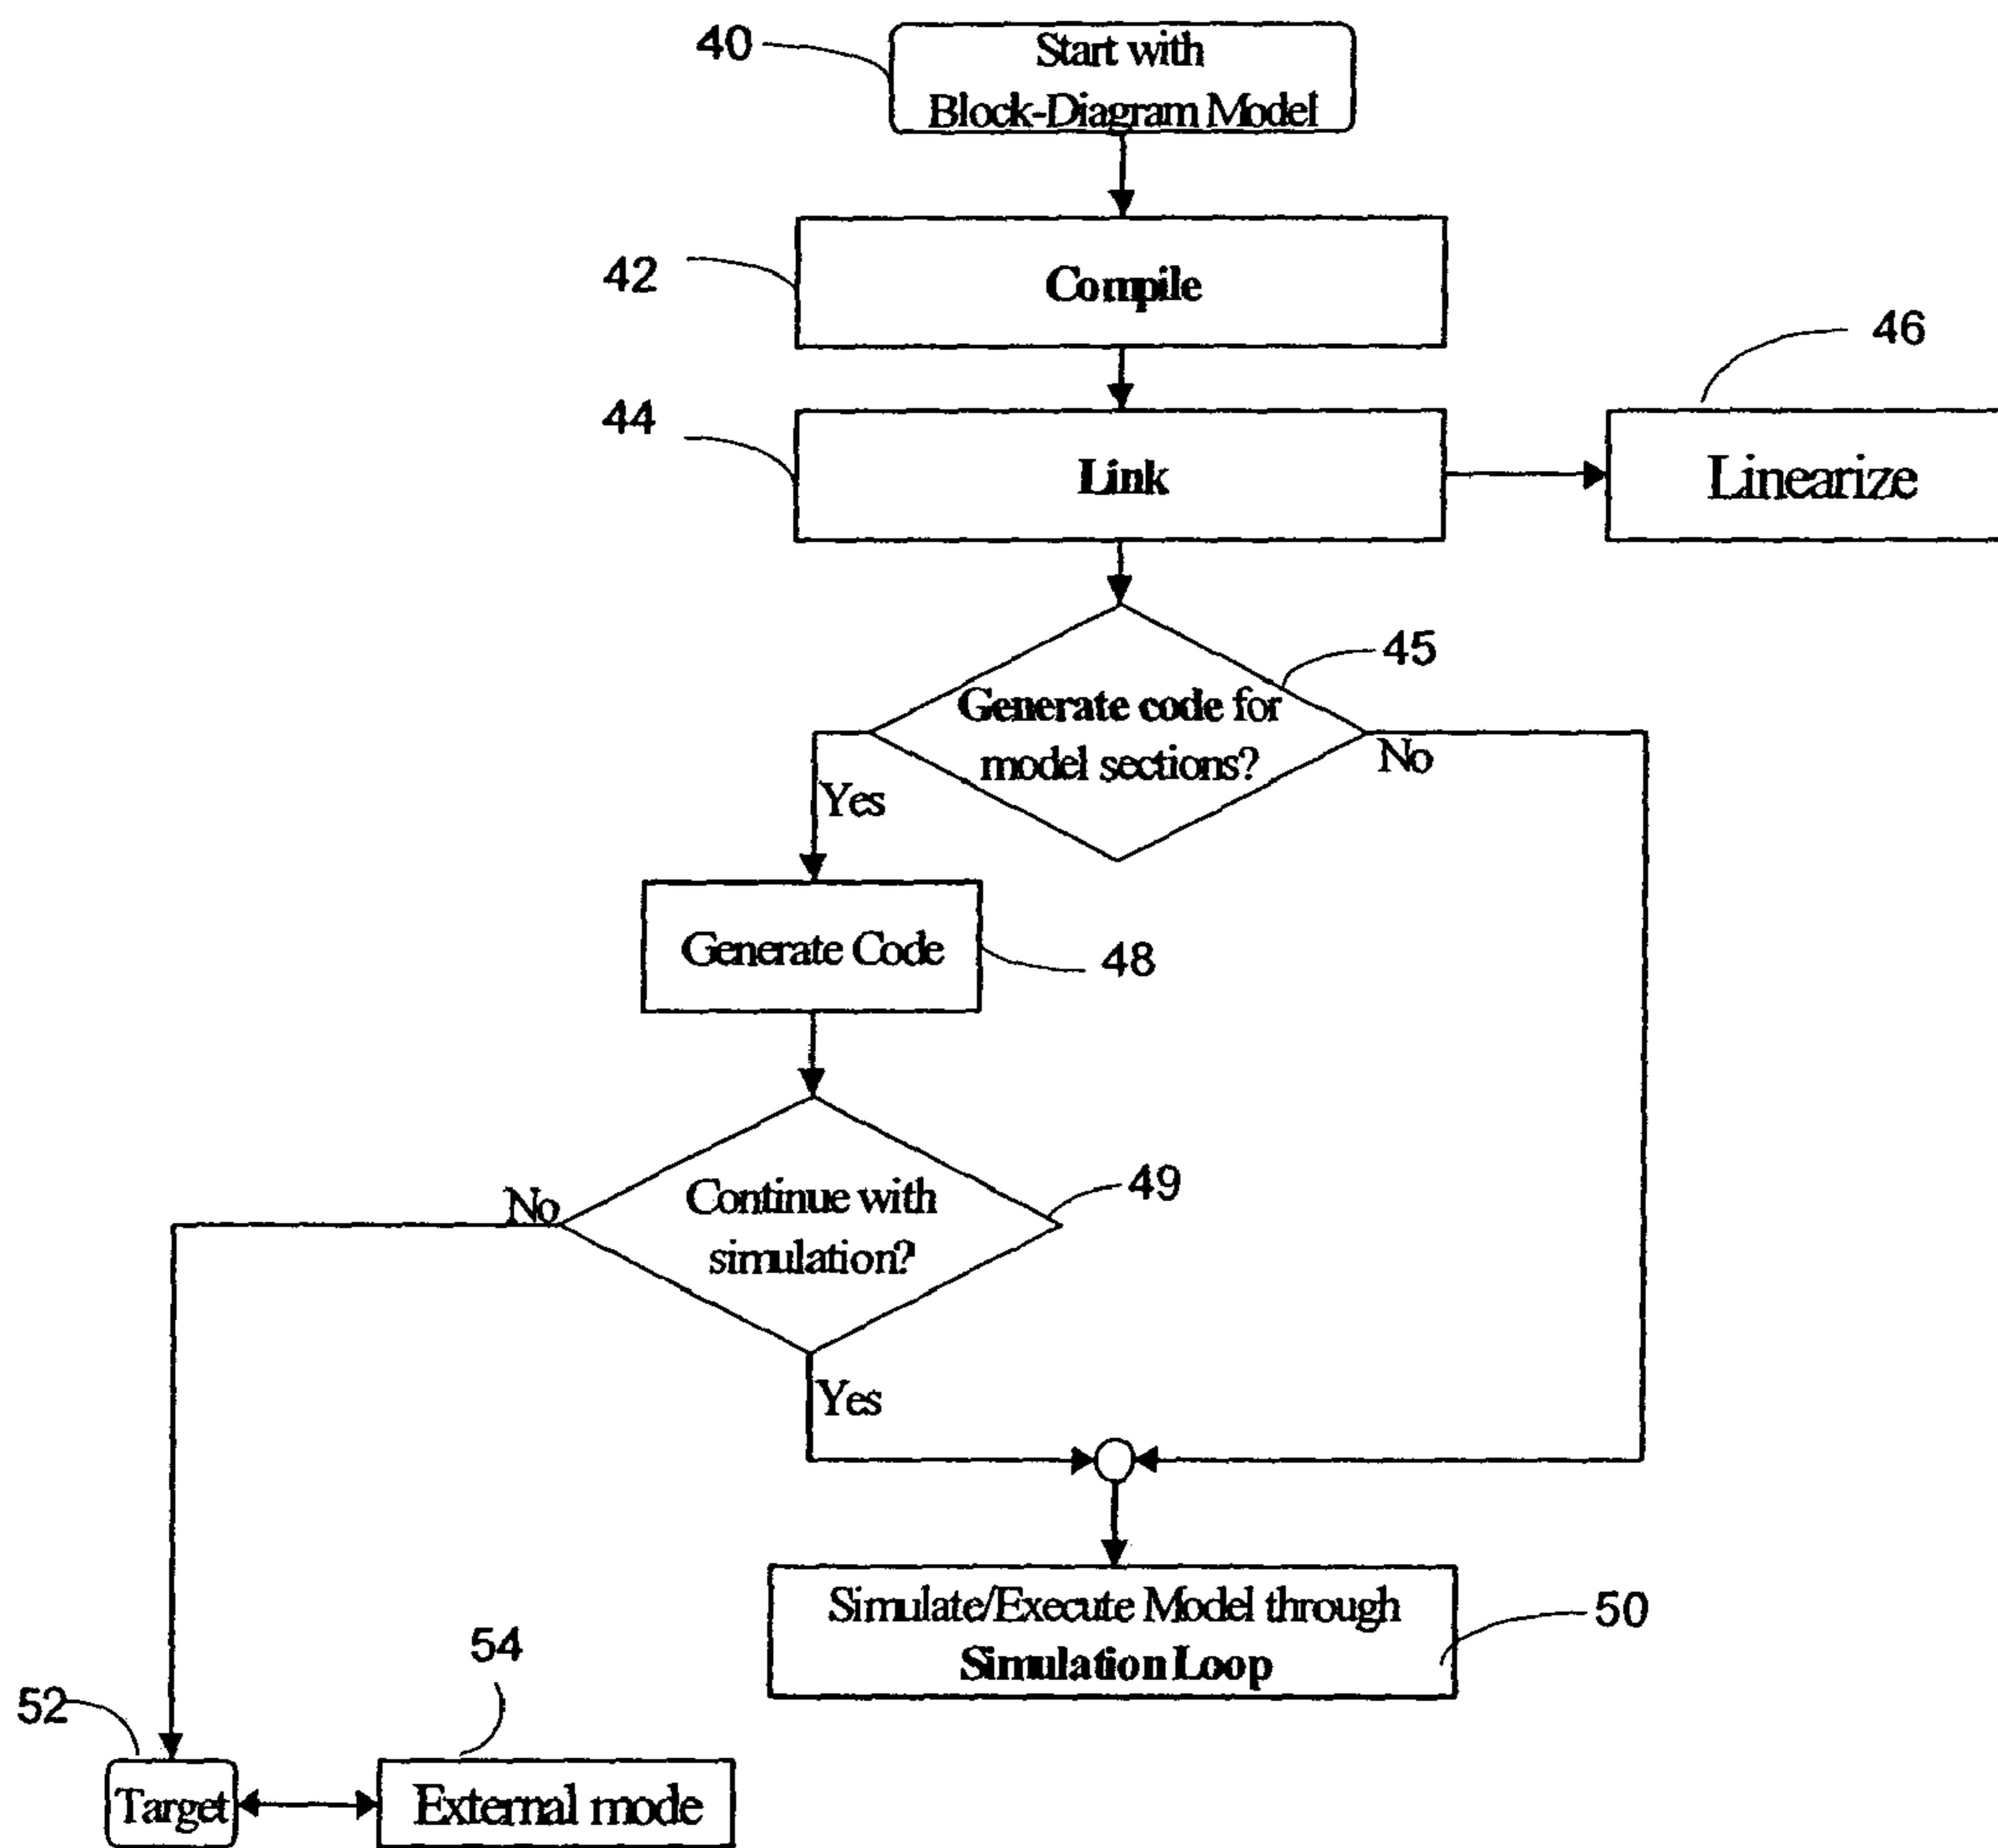 40
Start with
Block-Diagram Model
42
Compile
46
44
Link
Linearize
45
Generate code for
model sections?
No
Yes
Generate Code
48
49
No
Continue with
simulation?
Yes
Simulate/Execute Model through
Simulation Loop
50
54
52
Target
External mode